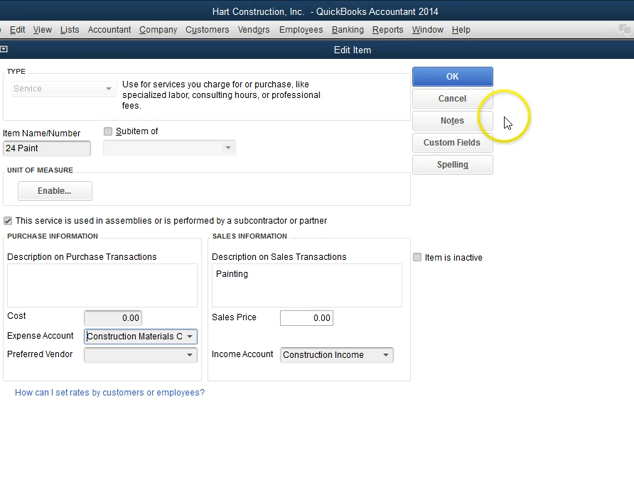 Hart Construction, Inc. - QuickBooks Accountant 2014
Edit View Lists Accountant Company Customers Vendors Employees Banking Reports Window Help
Edit Item
TYPE
Service
Use for services you charge for or purchase, like
specialized labor, consulting hours, or professional
fees.
OK
Cancel
Notes
Custom Fields
Spelling
Item Name/Number
Subitem of
24 Paint
UNIT OF MEASURE
Enable...
This service is used in assemblies or is performed by a subcontractor or partner
PURCHASE INFORMATION
Description on Purchase Transactions
Cost 0.00
Expense Account Construction Materials C
Preferred Vendor
SALES INFORMATION
Description on Sales Transactions
Painting
Sales Price 0.00
Income Account Construction Income
Item is inactive
How can I set rates by customers or employees?